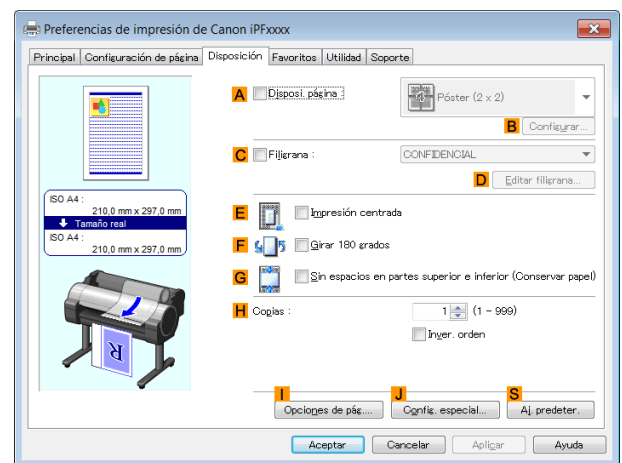 Preferencias de impresión de Canon iPFxxxx
Principal Configuración de página Disposición Favoritos Utilidad Soporte
A Disposi. página : Póster (2 x 2)
B Configurar...
C Filigrana : CONFIDENCIAL
D Editar filigrana...
ISO A4 :
210,0 mm x 297,0 mm
Tamaño real
ISO A4 :
210,0 mm x 297,0 mm
E Impresión centrada
F Girar 180 grados
G Sin espacios en partes superior e inferior (Conservar papel)
H Copias : 1 (1 - 999)
Inver. orden
R
I J S
Opciones de pág.... Config. especial... Aj. predeter.
Aceptar Cancelar Aplicar Ayuda